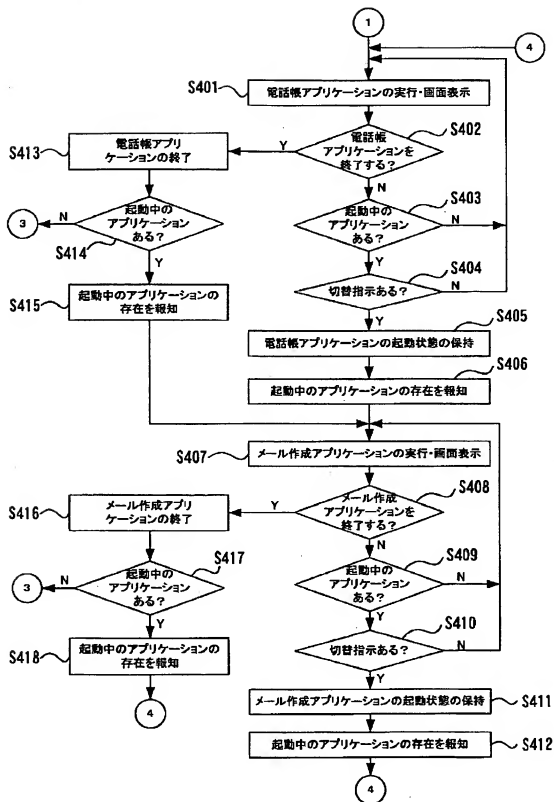 1
4
S401
電話帳アプリケーションの実行・画面表示
S402
電話帳
アプリケーションを
終了する？
Y
N
S413
電話帳アプリ
ケーションの終了
S403
起動中の
アプリケーション
ある？
N
Y
3
N
起動中の
アプリケーション
ある？
S414
Y
S404
切替指示ある？
N
Y
S415
起動中のアプリケーションの
存在を報知
S405
電話帳アプリケーションの起動状態の保持
S406
起動中のアプリケーションの存在を報知
S407
メール作成アプリケーションの実行・画面表示
S408
メール作成
アプリケーションを
終了する？
Y
N
S416
メール作成アプリ
ケーションの終了
S409
起動中の
アプリケーション
ある？
N
Y
S417
3
N
起動中の
アプリケーション
ある？
Y
S410
切替指示ある？
N
Y
S418
起動中のアプリケーションの
存在を報知
4
メール作成アプリケーションの起動状態の保持
S411
起動中のアプリケーションの存在を報知
S412
4